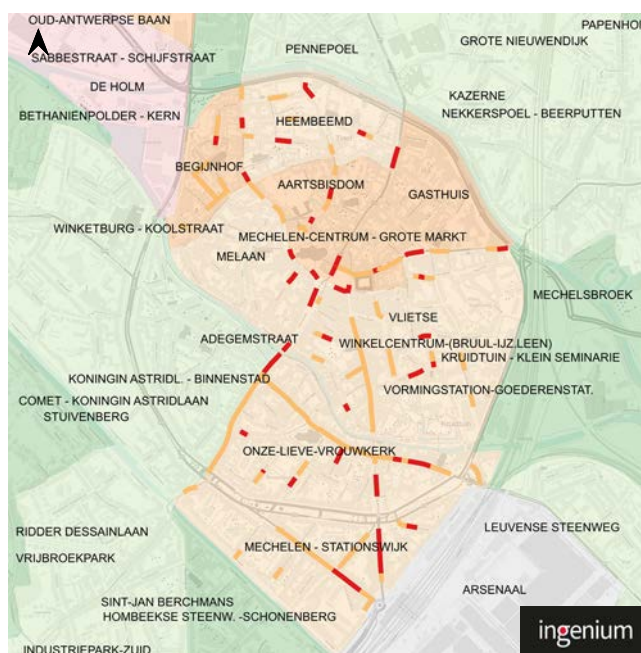 OUD-ANTWERPSE BAAN
PAPENHOF
PENNEPOEL
GROTE NIEUWENDIJK
SABBESTRAAT - SCHIJFSTRAAT
DE HOLM
KAZERNE
BETHANIËNPOLDER - KERN
HEEMBEEMD
NEKKERSPOEL - BEERPUTTEN
BEGIJNHOF
AARTSBISDOM
GASTHUIS
WINKETBURG - KOOLSTRAAT
MECHELEN-CENTRUM - GROTE MARKT
MELAAN
MECHELSBROEK
VLIETSE
ADEGEMSTRAAT
WINKELCENTRUM-(BRUUL-IJZ.LEEN)
KRUIDTUIN - KLEIN SEMINARIE
KONINGIN ASTRIDL. - BINNENSTAD
VORMINGSTATION-GOEDERENSTAT.
COMET - KONINGIN ASTRIDLAAN
STUIVENBERG
ONZE-LIEVE-VROUWKERK
RIDDER DESSAINLAAN
LEUVENSE STEENWEG
MECHELEN - STATIONSWIJK
VRIJBROEKPARK
ARSENAAL
SINT-JAN BERCHMANS
HOMBEEKSE STEENW. -SCHONENBERG
INDUSTRIEPARK-ZUID
ingenium